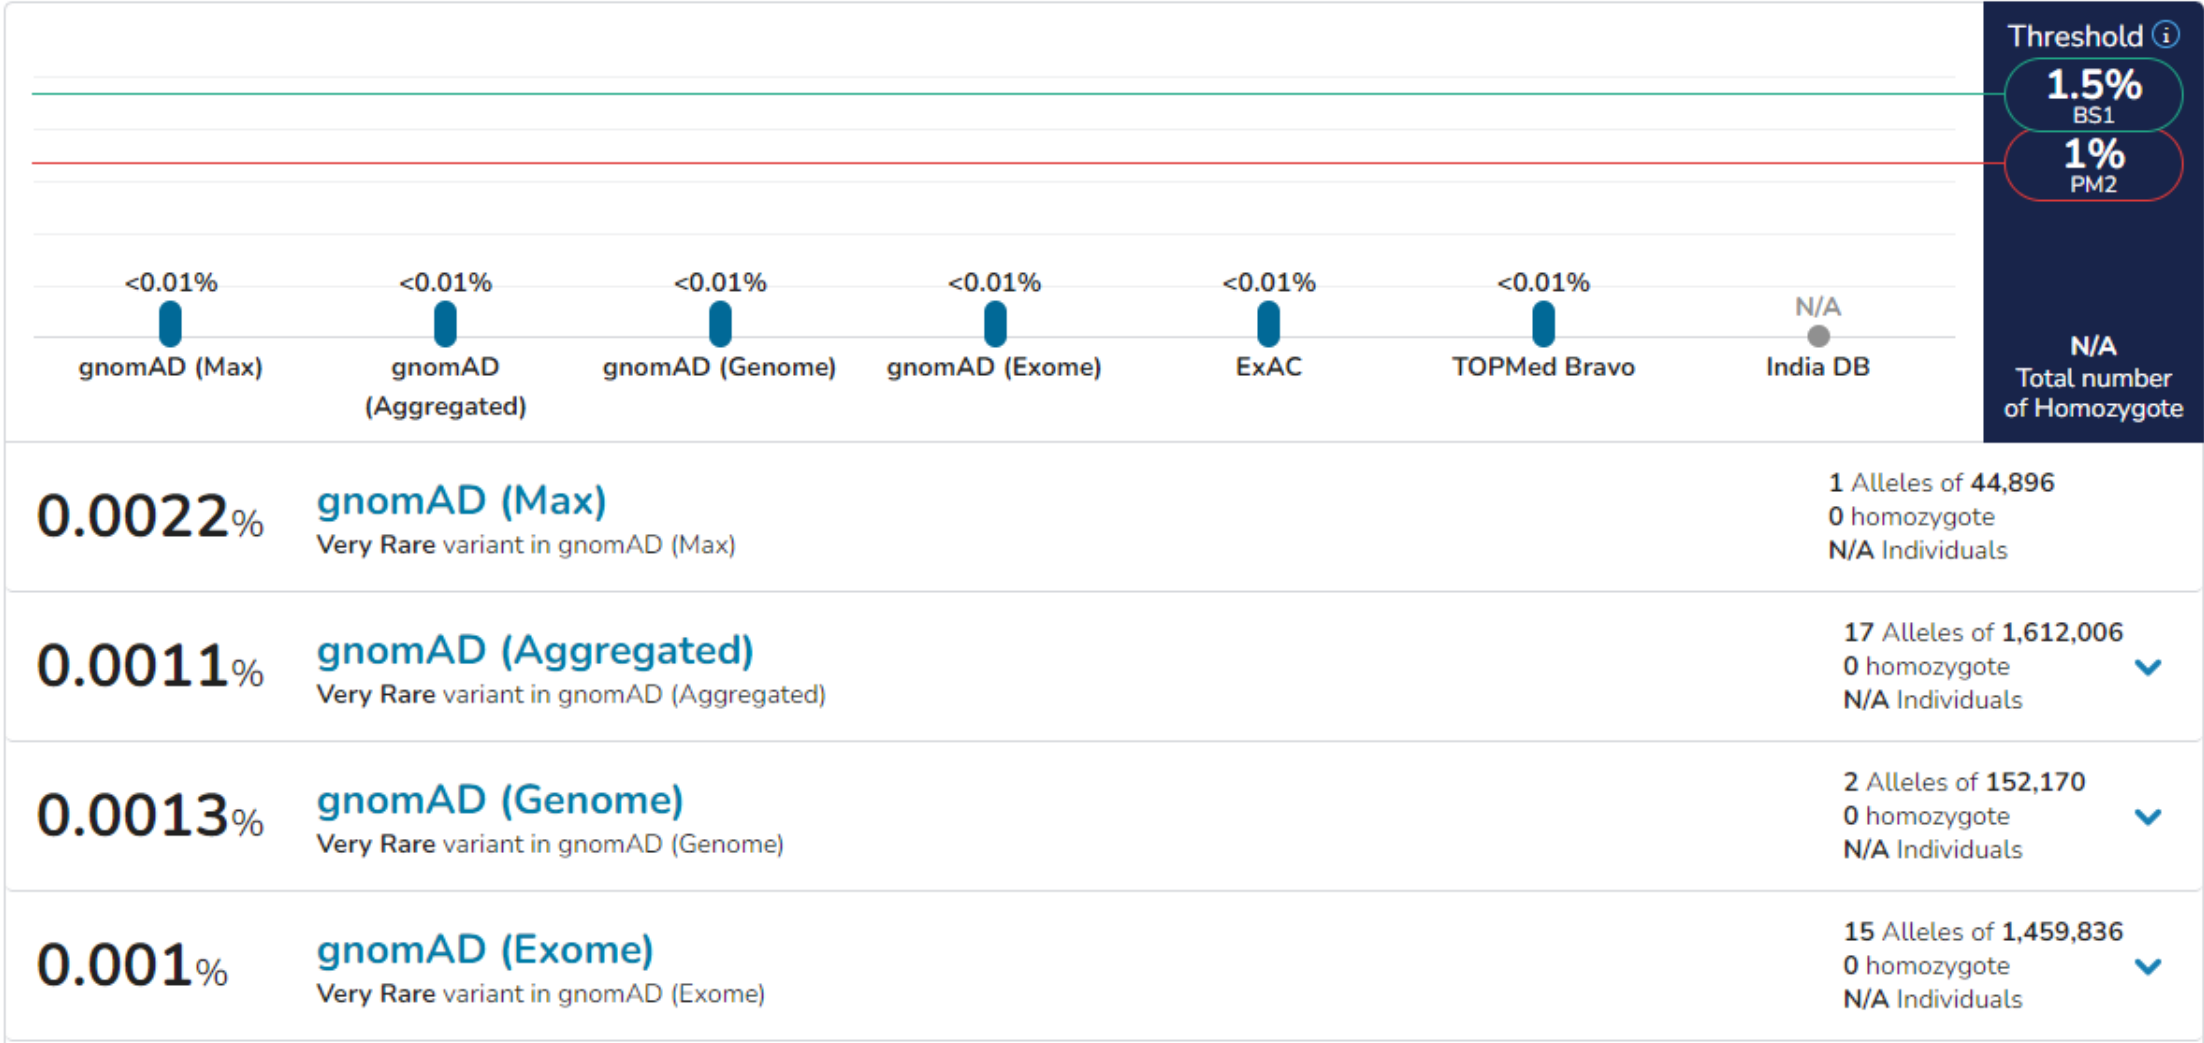 Threshold i
1.5%
BS1
1%
PM2
<0.01%
<0.01%
<0.01%
<0.01%
<0.01%
<0.01%
N/A
gnomAD (Max)
gnomAD
(Aggregated)
gnomAD (Genome)
gnomAD (Exome)
ExAC
TOPMed Bravo
India DB
N/A
Total number
of Homozygote
0.0022%
gnomAD (Max)
Very Rare variant in gnomAD (Max)
1 Alleles of 44,896
0 homozygote
N/A Individuals
0.0011%
gnomAD (Aggregated)
Very Rare variant in gnomAD (Aggregated)
17 Alleles of 1,612,006
0 homozygote
N/A Individuals
0.0013%
gnomAD (Genome)
Very Rare variant in gnomAD (Genome)
2 Alleles of 152,170
0 homozygote
N/A Individuals
0.001%
gnomAD (Exome)
Very Rare variant in gnomAD (Exome)
15 Alleles of 1,459,836
0 homozygote
N/A Individuals